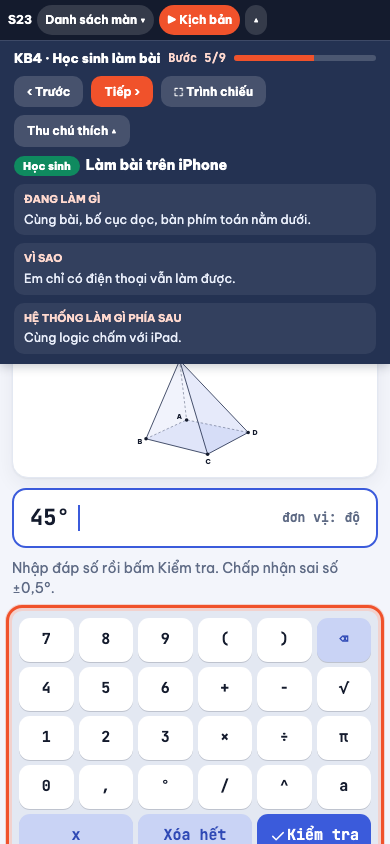 S23 Danh sách màn ▾ ▶ Kịch bản ▴
KB4 · Học sinh làm bài Bước 5/9
‹ Trước Tiếp › ⛶ Trình chiếu
Thu chú thích ▴
Học sinh Làm bài trên iPhone
ĐANG LÀM GÌ
Cùng bài, bố cục dọc, bàn phím toán nằm dưới.
VÌ SAO
Em chỉ có điện thoại vẫn làm được.
HỆ THỐNG LÀM GÌ PHÍA SAU
Cùng logic chấm với iPad.
A
B
D
C
45° đơn vị: độ
Nhập đáp số rồi bấm Kiểm tra. Chấp nhận sai số
±0,5°.
7 8 9 ( ) ⌫
4 5 6 + - √
1 2 3 × ÷ π
0 , ° / ^ a
x Xóa hết ✓Kiểm tra